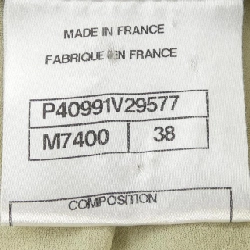 MADE IN FRANCE
FABRIQUE EN FRANCE
P40991V29577
M7400 38
COMPOSITION